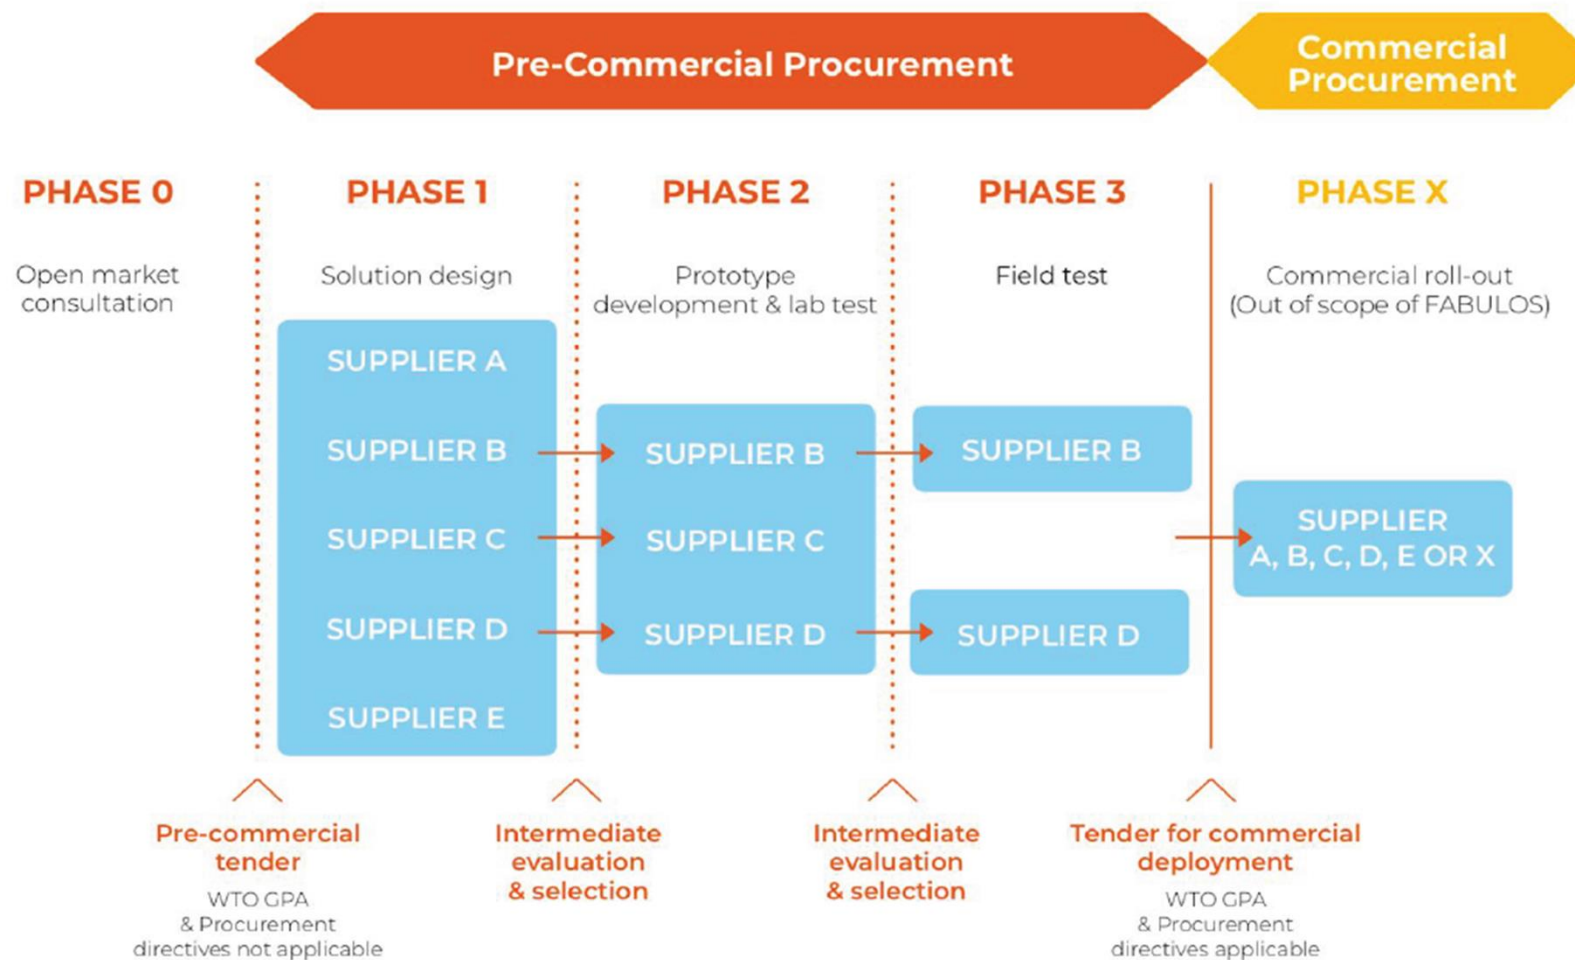 Pre-Commercial Procurement
Commercial
Procurement
PHASE 0
Open market
consultation
PHASE 1
Solution design
SUPPLIER A
SUPPLIER B
SUPPLIER C
SUPPLIER D
SUPPLIER E
PHASE 2
Prototype
development & lab test
SUPPLIER B
SUPPLIER C
SUPPLIER D
PHASE 3
Field test
SUPPLIER B
SUPPLIER D
PHASE X
Commercial roll-out
(Out of scope of FABULOS)
SUPPLIER
A, B, C, D, E OR X
Pre-commercial
tender
WTO GPA
& Procurement
directives not applicable
Intermediate
evaluation
& selection
Intermediate
evaluation
& selection
Tender for commercial
deployment
WTO GPA
& Procurement
directives applicable